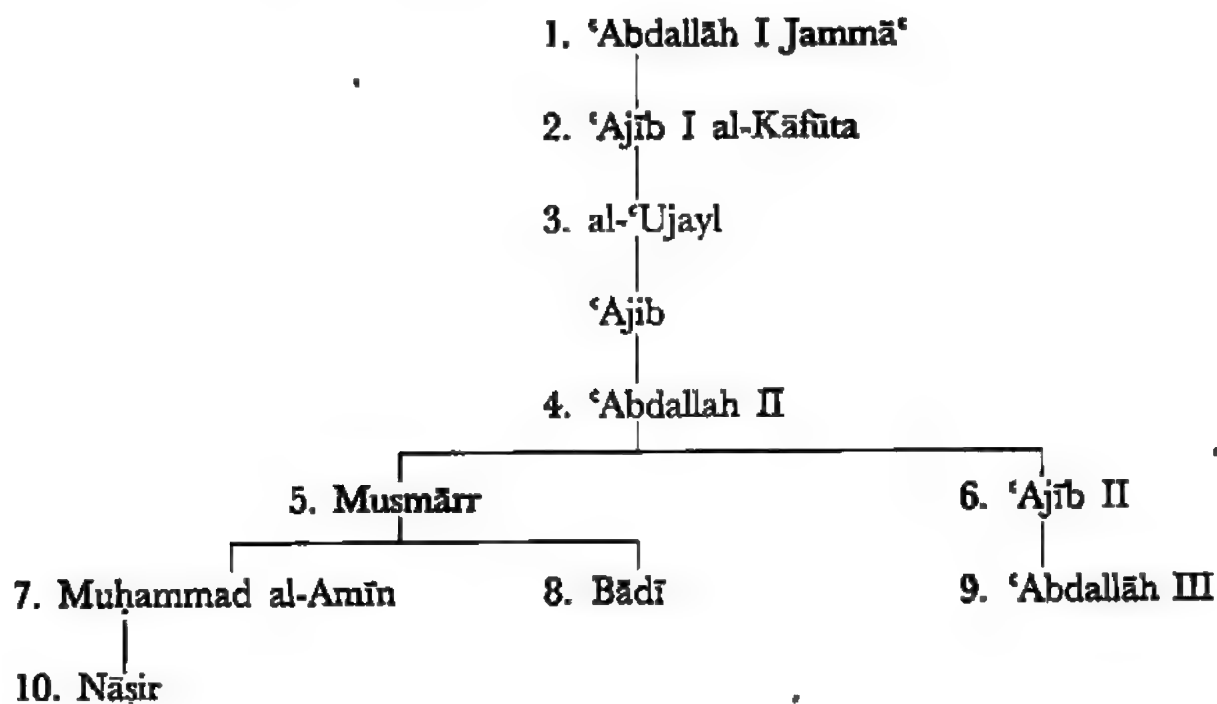 1. ʿAbdallāh I Jammāʿ
2. ʿAjīb I al-Kāfūta
3. al-ʿUjayl
ʿAjib
4. ʿAbdallah II
5. Musmārr
6. ʿAjīb II
7. Muḥammad al-Amīn
8. Bādī
9. ʿAbdallāh III
10. Nāṣir